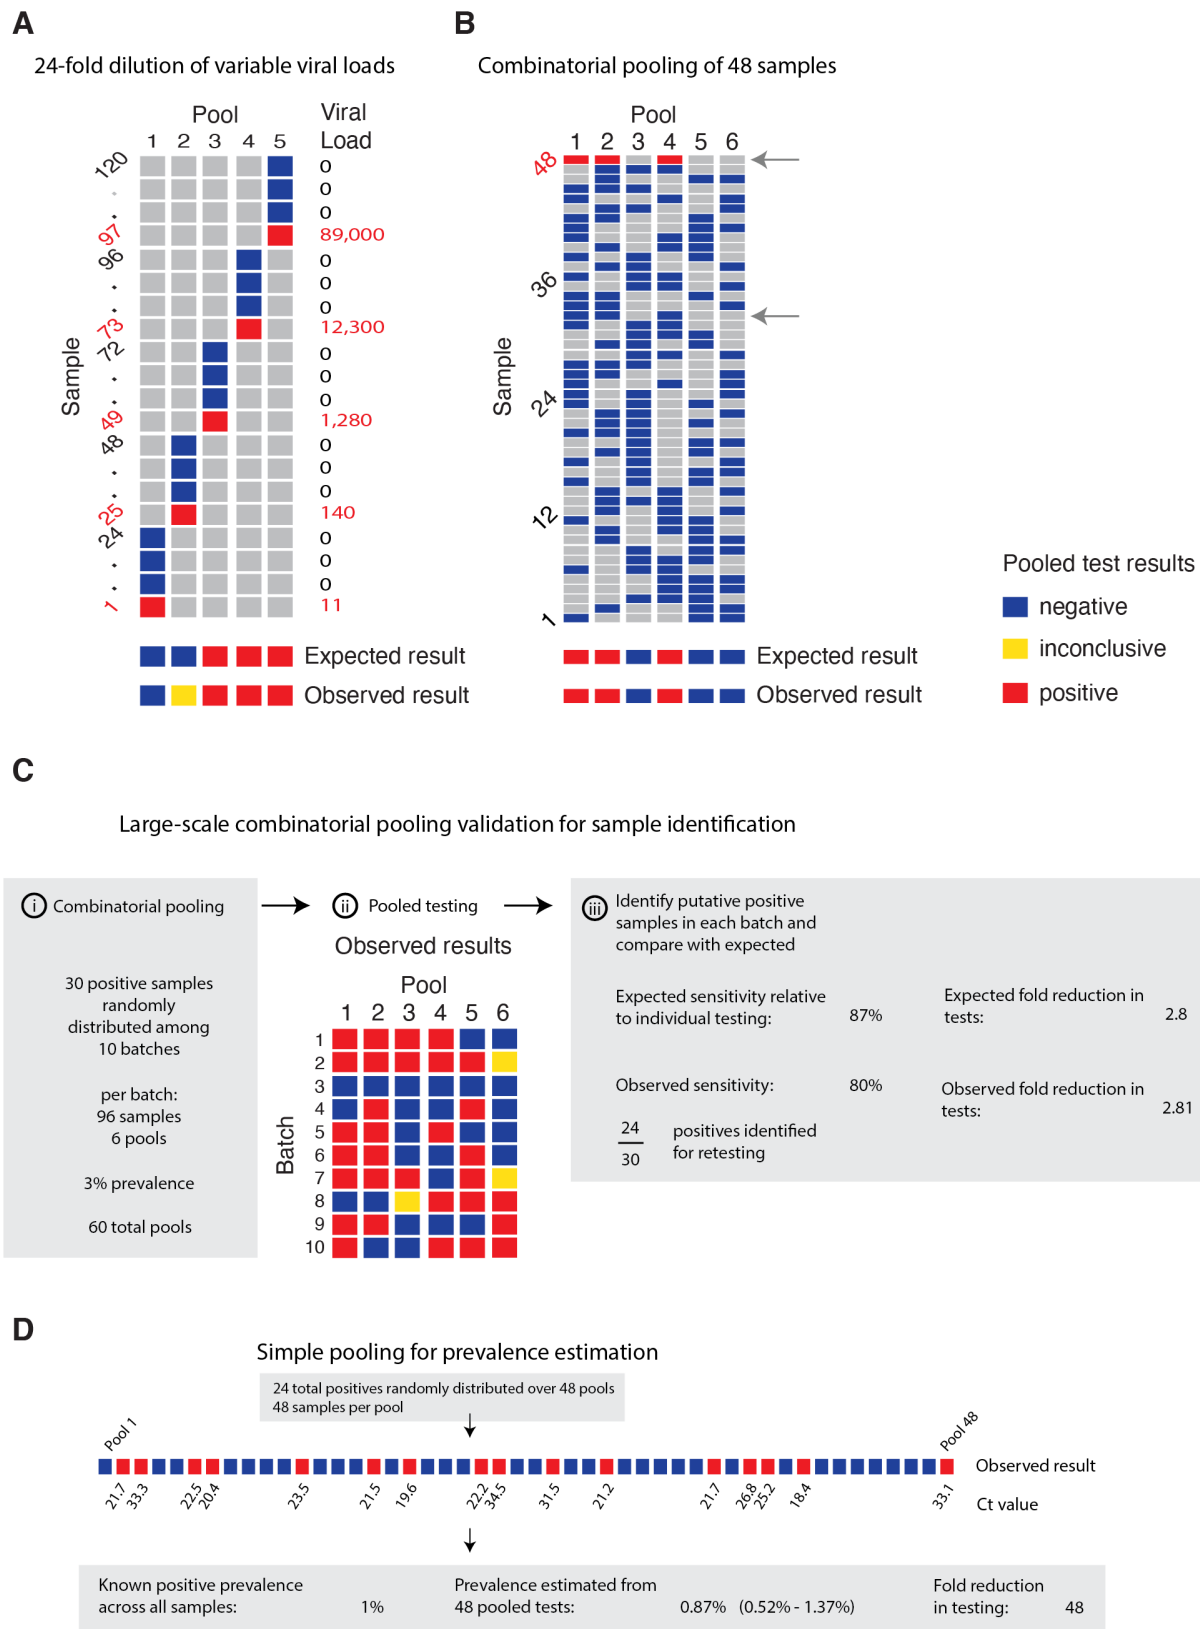 A
24-fold dilution of variable viral loads
Pool
Viral
Load
1 2 3 4 5
Sample
120
.
.
97
96
.
.
73
72
.
.
49
48
.
.
25
24
.
.
1
0
0
0
89,000
0
0
0
12,300
0
0
0
1,280
0
0
0
140
0
0
0
11
Expected result
Observed result
B
Combinatorial pooling of 48 samples
Pool
1 2 3 4 5 6
Sample
48
36
24
12
1
Expected result
Observed result
Pooled test results
negative
inconclusive
positive
C
Large-scale combinatorial pooling validation for sample identification
i Combinatorial pooling
30 positive samples
randomly
distributed among
10 batches
per batch:
96 samples
6 pools
3% prevalence
60 total pools
ii Pooled testing
Observed results
Pool
1 2 3 4 5 6
Batch
1
2
3
4
5
6
7
8
9
10
iii Identify putative positive
samples in each batch and
compare with expected
Expected sensitivity relative
to individual testing: 87%
Expected fold reduction in
tests: 2.8
Observed sensitivity: 80%
24
30
positives identified
for retesting
Observed fold reduction in
tests: 2.81
D
Simple pooling for prevalence estimation
24 total positives randomly distributed over 48 pools
48 samples per pool
Pool 1
Pool 48
Observed result
21.7 33.3 22.5 20.4 23.5 21.5 19.6 22.2 34.5 31.5 21.2 21.7 26.8 25.2 18.4 33.1
Ct value
Known positive prevalence
across all samples: 1%
Prevalence estimated from
48 pooled tests: 0.87% (0.52% - 1.37%)
Fold reduction
in testing: 48